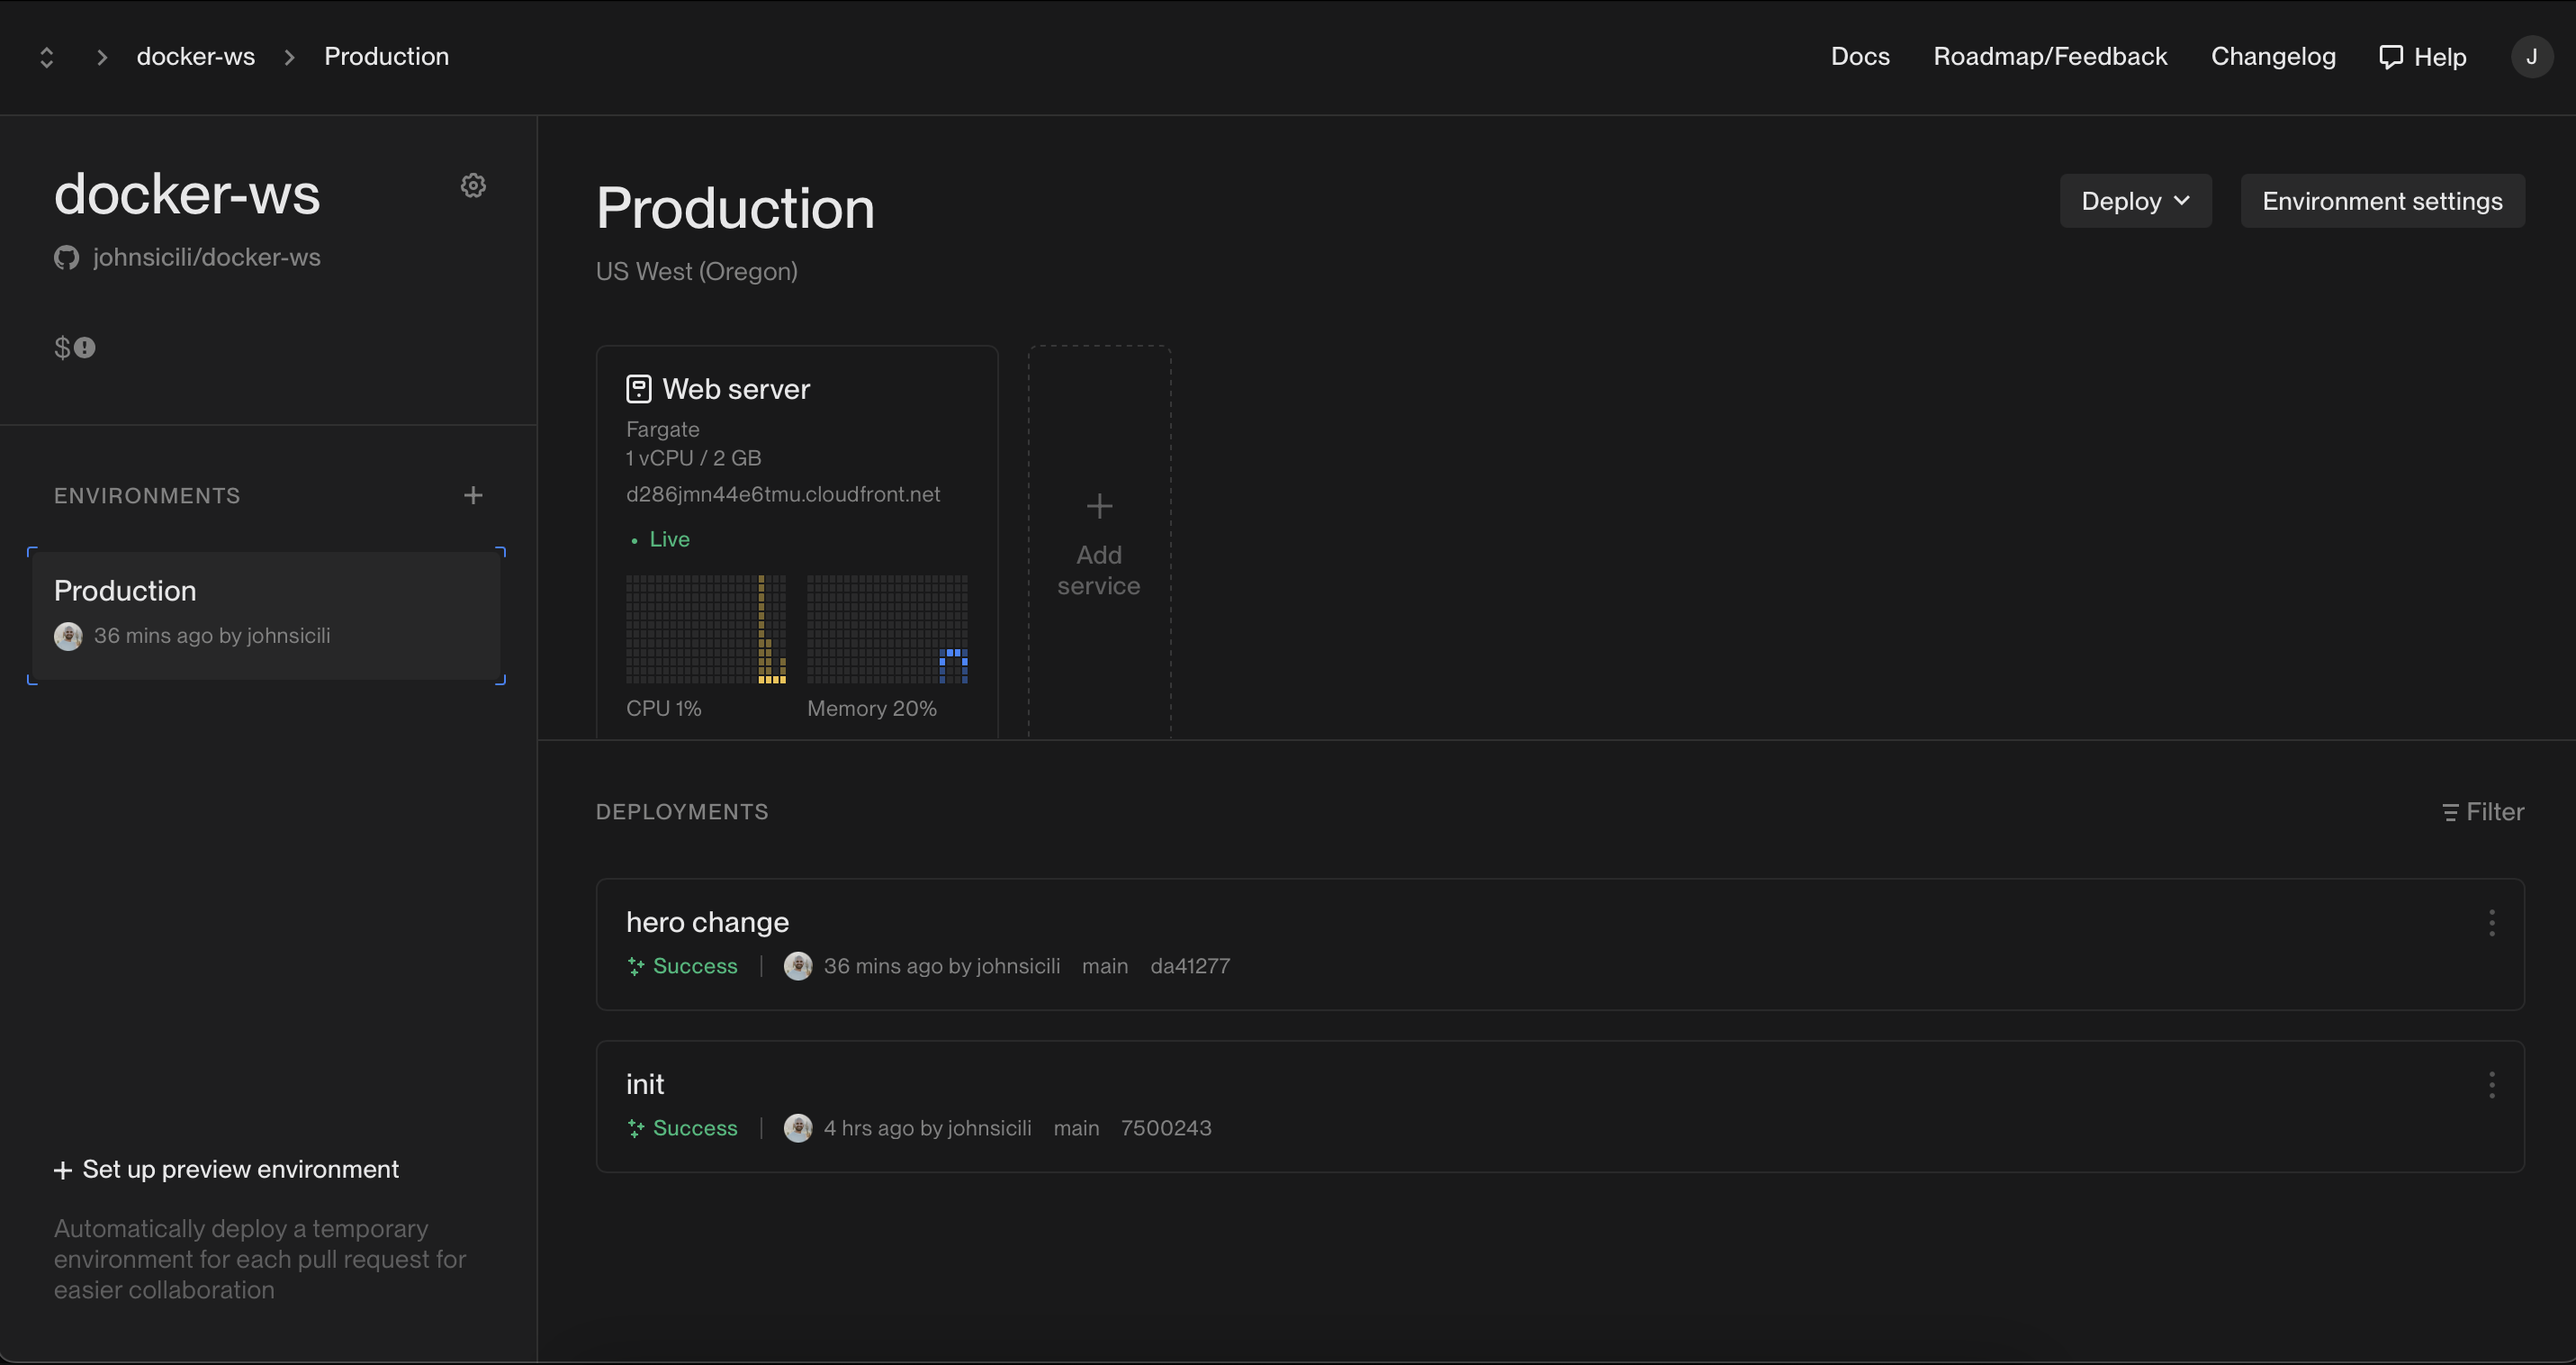 docker-ws
Production
Docs
Roadmap/Feedback
Changelog
Help
J
docker-ws
johnsicili/docker-ws
$
ENVIRONMENTS
Production
36 mins ago by johnsicili
Set up preview environment
Automatically deploy a temporary
environment for each pull request for
easier collaboration
Production
US West (Oregon)
Deploy
Environment settings
Web server
Fargate
1 vCPU / 2 GB
d286jmn44e6tmu.cloudfront.net
Live
CPU 1%
Memory 20%
Add
service
DEPLOYMENTS
Filter
hero change
Success
36 mins ago by johnsicili main da41277
init
Success
4 hrs ago by johnsicili main 7500243